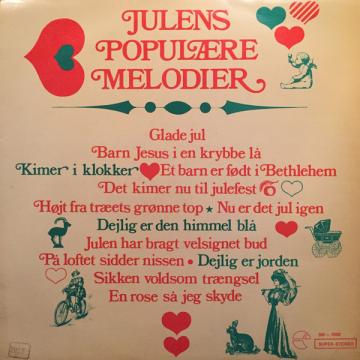 JULENS
POPULÆRE
MELODIER
Glade jul
Barn Jesus i en krybbe lå
Kimer i klokker Et barn er født i Bethlehem
Det kimer nu til julefest
Højt fra træets grønne top ★ Nu er det jul igen
Dejlig er den himmel blå
Julen har bragt velsignet bud
På loftet sidder nissen • Dejlig er jorden
Sikken voldsom trængsel
En rose så jeg skyde
SUPER-STEREO